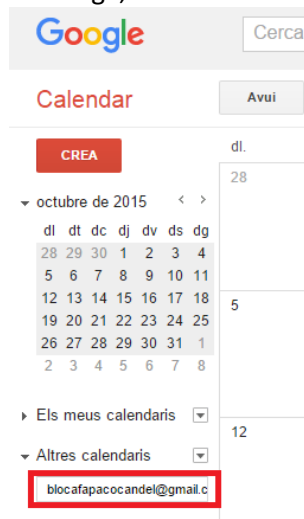 Google
Cerca
Calendar
Avui
CREA
dl.
28
octubre de 2015 < >
dl dt dc dj dv ds dg
28 29 30 1 2 3 4
5 6 7 8 9 10 11
12 13 14 15 16 17 18
19 20 21 22 23 24 25
26 27 28 29 30 31 1
2 3 4 5 6 7 8
5
Els meus calendaris
12
Altres calendaris
blocafapacocandel@gmail.c